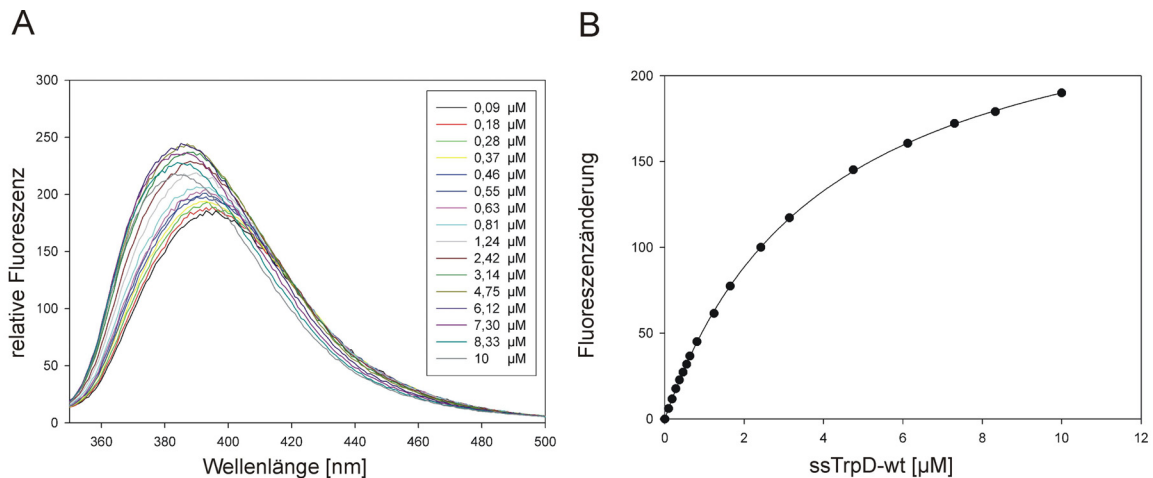 A
relative Fluoreszenz
300
250
200
150
100
50
0
360 380 400 420 440 460 480 500
Wellenlänge [nm]
0,09 µM
0,18 µM
0,28 µM
0,37 µM
0,46 µM
0,55 µM
0,63 µM
0,81 µM
1,24 µM
2,42 µM
3,14 µM
4,75 µM
6,12 µM
7,30 µM
8,33 µM
10 µM
B
Fluoreszenzänderung
200
150
100
50
0
0 2 4 6 8 10 12
ssTrpD-wt [µM]